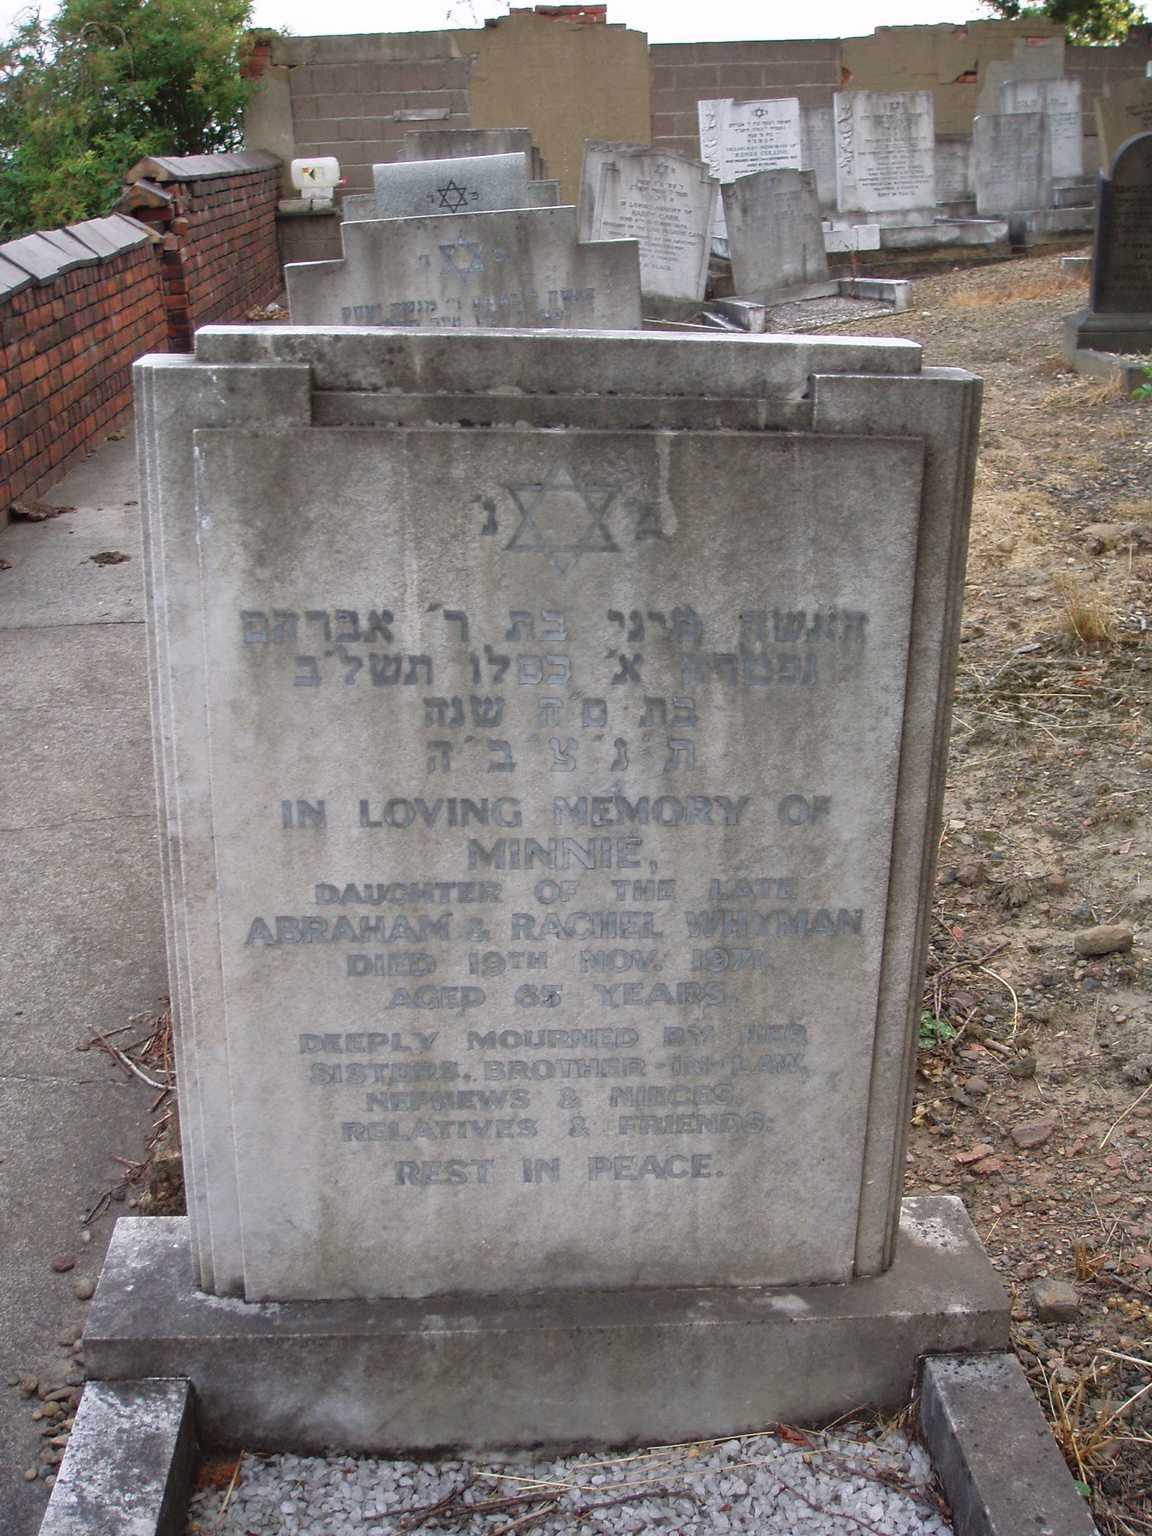 פ נ
האשה מיני בת ר׳ אברהם
נפטרה א׳ כסלו תשל״ב
בת ס״ה שנה
ת׳ נ׳ צ׳ ב׳ ה
IN LOVING MEMORY OF
MINNIE,
DAUGHTER OF THE LATE
ABRAHAM & RACHEL WHYMAN
DIED 19TH NOV. 1971,
AGED 65 YEARS.
DEEPLY MOURNED BY HER
SISTERS, BROTHER-IN-LAW,
NEPHEWS & NIECES,
RELATIVES & FRIENDS.
REST IN PEACE.